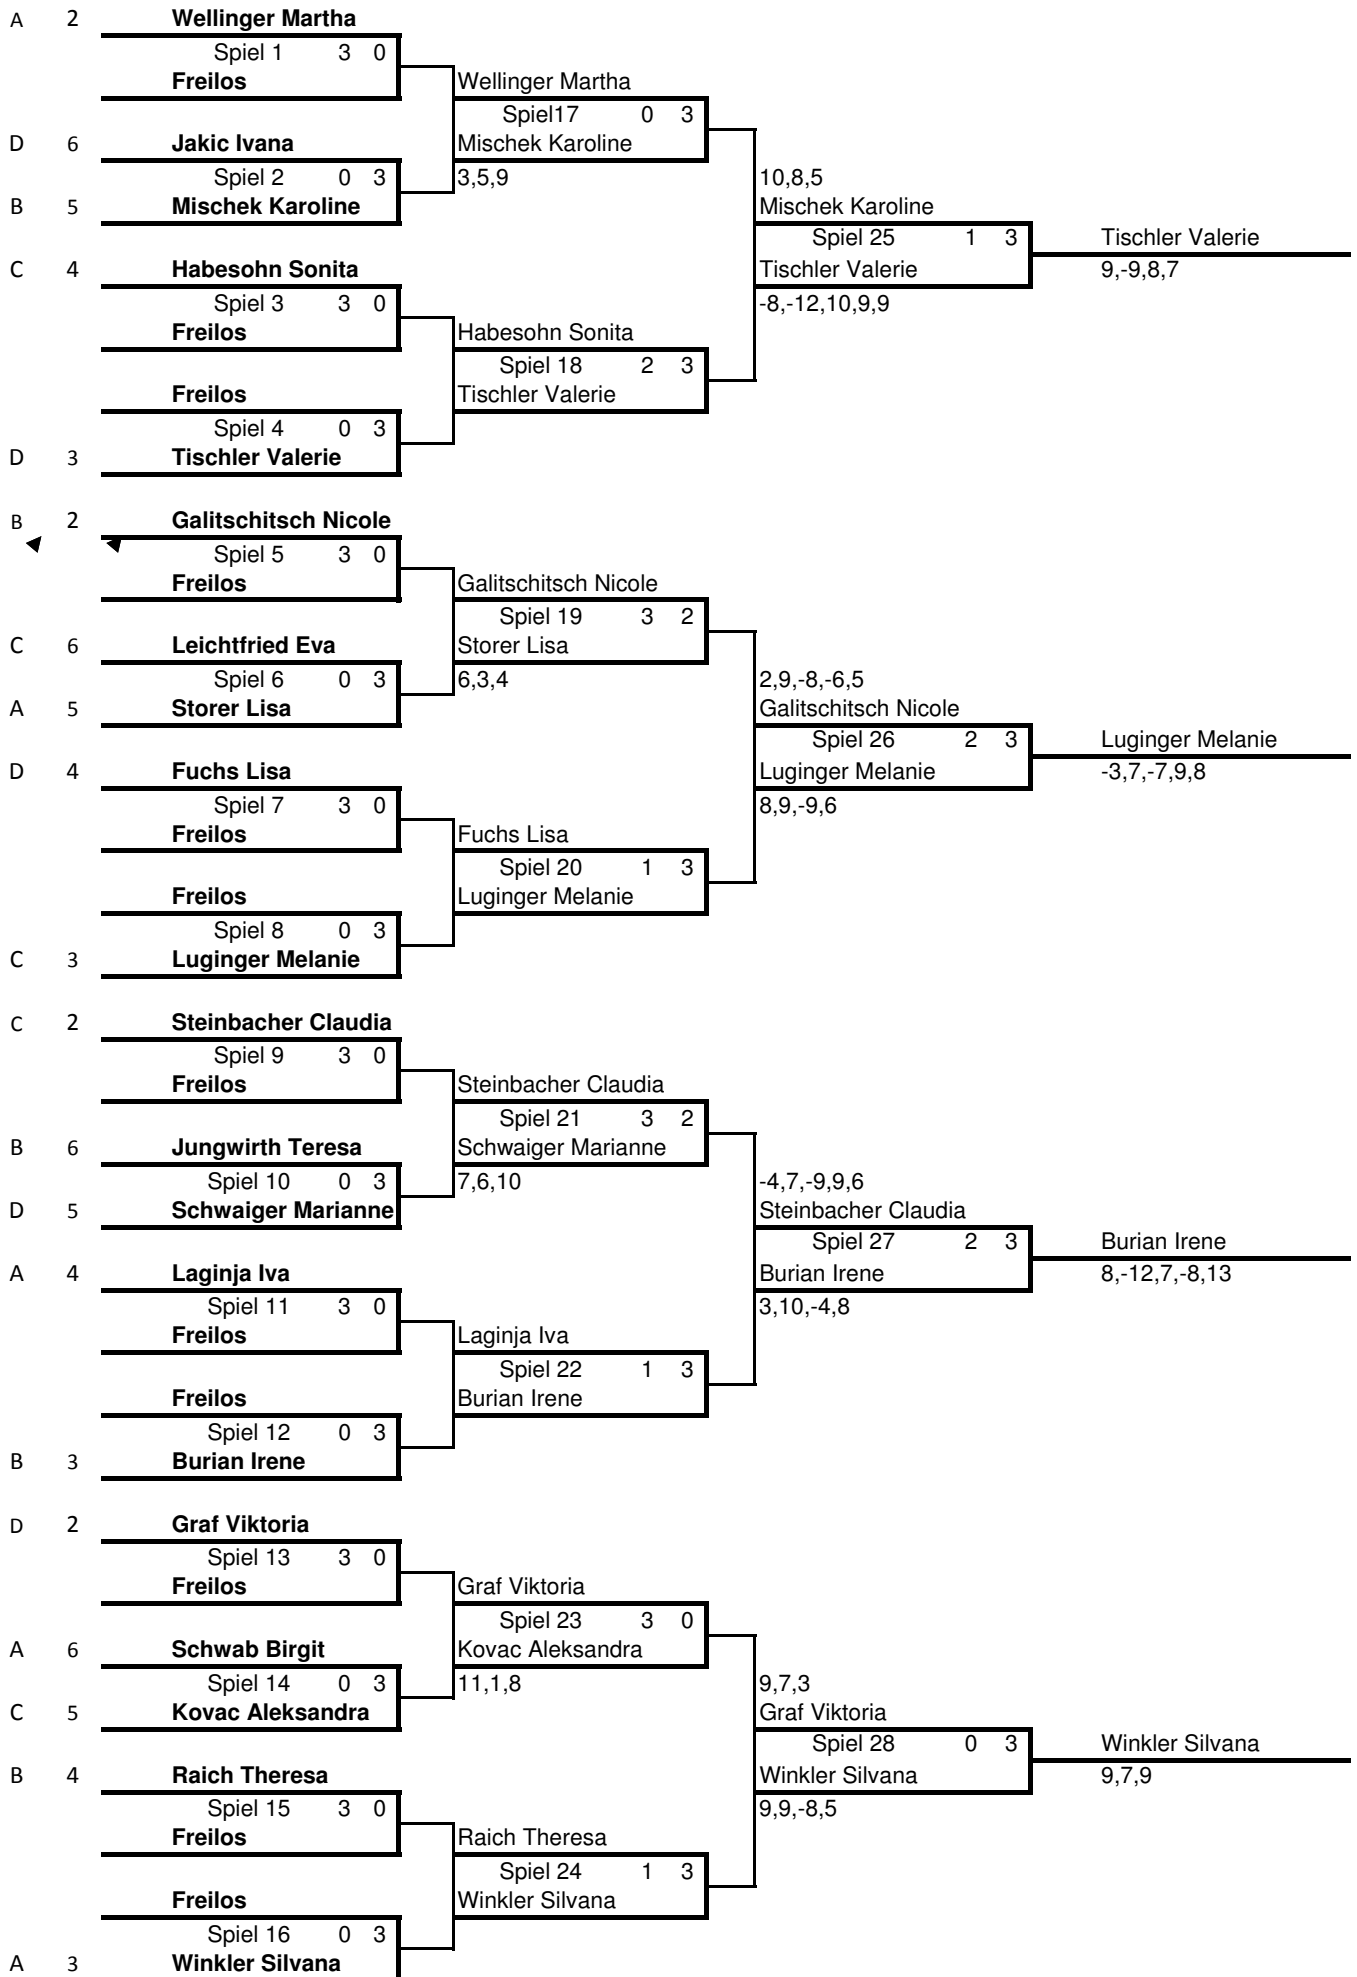 A 2 Wellinger Martha
Spiel 1 3 0
Freilos Wellinger Martha
Spiel17 0 3
D 6 Jakic Ivana Mischek Karoline
Spiel 2 0 3 3,5,9 10,8,5
B 5 Mischek Karoline Mischek Karoline
Spiel 25 1 3 Tischler Valerie
C 4 Habesohn Sonita Tischler Valerie 9,-9,8,7
Spiel 3 3 0 -8,-12,10,9,9
Freilos Habesohn Sonita
Spiel 18 2 3
Freilos Tischler Valerie
Spiel 4 0 3
D 3 Tischler Valerie
B 2 Galitschitsch Nicole
Spiel 5 3 0
Freilos Galitschitsch Nicole
Spiel 19 3 2
C 6 Leichtfried Eva Storer Lisa
Spiel 6 0 3 6,3,4 2,9,-8,-6,5
A 5 Storer Lisa Galitschitsch Nicole
Spiel 26 2 3 Luginger Melanie
D 4 Fuchs Lisa Luginger Melanie -3,7,-7,9,8
Spiel 7 3 0 8,9,-9,6
Freilos Fuchs Lisa
Spiel 20 1 3
Freilos Luginger Melanie
Spiel 8 0 3
C 3 Luginger Melanie
C 2 Steinbacher Claudia
Spiel 9 3 0
Freilos Steinbacher Claudia
Spiel 21 3 2
B 6 Jungwirth Teresa Schwaiger Marianne
Spiel 10 0 3 7,6,10 -4,7,-9,9,6
D 5 Schwaiger Marianne Steinbacher Claudia
Spiel 27 2 3 Burian Irene
A 4 Laginja Iva Burian Irene 8,-12,7,-8,13
Spiel 11 3 0 3,10,-4,8
Freilos Laginja Iva
Spiel 22 1 3
Freilos Burian Irene
Spiel 12 0 3
B 3 Burian Irene
D 2 Graf Viktoria
Spiel 13 3 0
Freilos Graf Viktoria
Spiel 23 3 0
A 6 Schwab Birgit Kovac Aleksandra
Spiel 14 0 3 11,1,8 9,7,3
C 5 Kovac Aleksandra Graf Viktoria
Spiel 28 0 3 Winkler Silvana
B 4 Raich Theresa Winkler Silvana 9,7,9
Spiel 15 3 0 9,9,-8,5
Freilos Raich Theresa
Spiel 24 1 3
Freilos Winkler Silvana
Spiel 16 0 3
A 3 Winkler Silvana